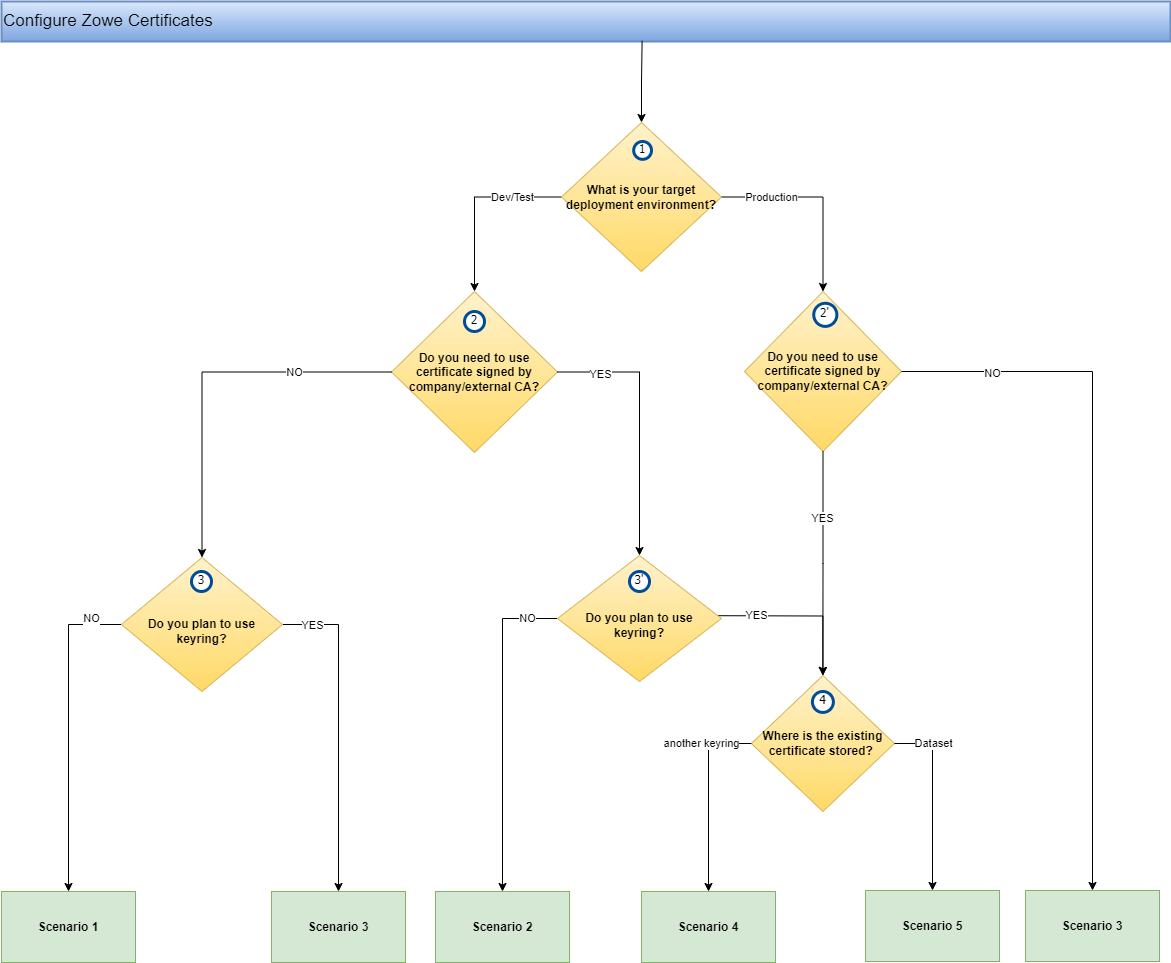 Configure Zowe Certificates
1
What is your target
deployment environment?
Dev/Test
Production
2
Do you need to use
certificate signed by
company/external CA?
NO
YES
2'
Do you need to use
certificate signed by
company/external CA?
NO
YES
3
Do you plan to use
keyring?
NO
YES
3'
Do you plan to use
keyring?
NO
YES
4
Where is the existing
certificate stored?
another keyring
Dataset
Scenario 1
Scenario 3
Scenario 2
Scenario 4
Scenario 5
Scenario 3